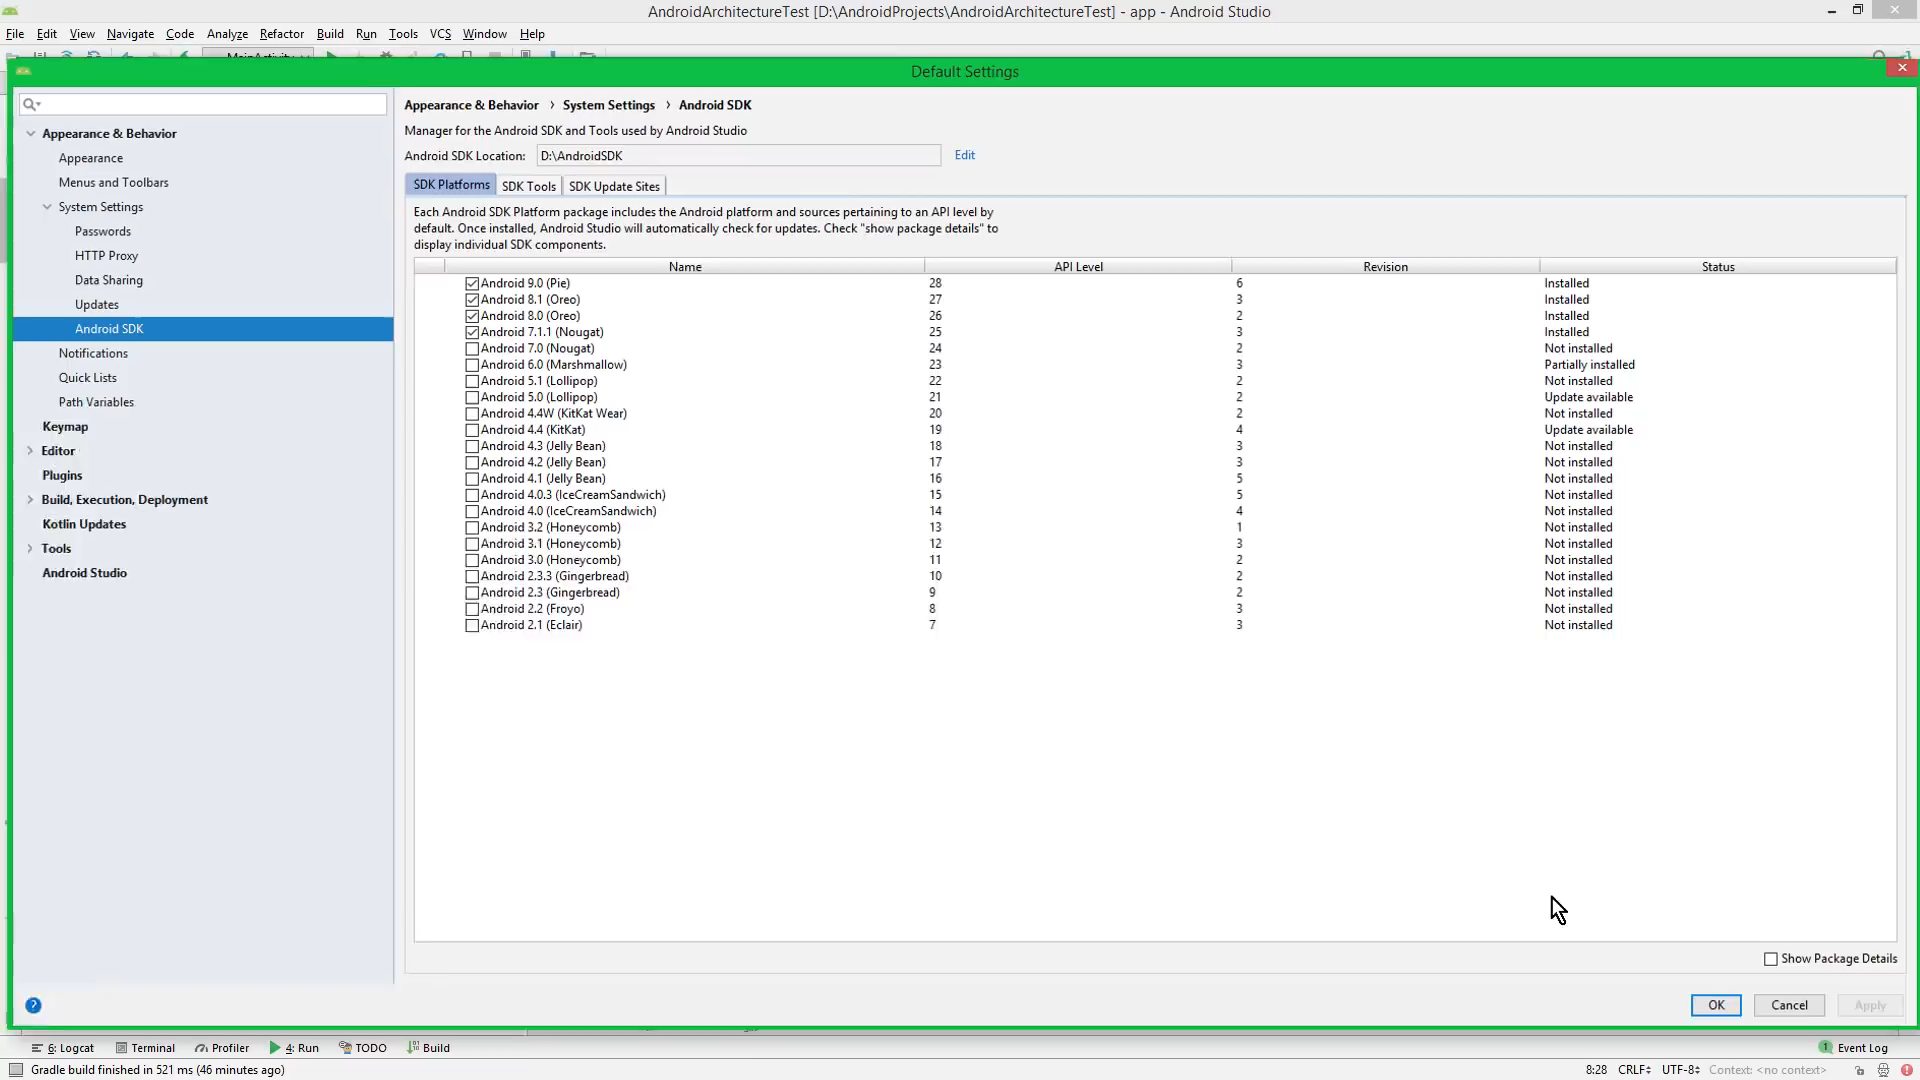 AndroidArchitectureTest [D:\AndroidProjects\AndroidArchitectureTest] - app - Android Studio
File Edit View Navigate Code Analyze Refactor Build Run Tools VCS Window Help
Default Settings
Appearance & Behavior
Appearance
Menus and Toolbars
System Settings
Passwords
HTTP Proxy
Data Sharing
Updates
Android SDK
Notifications
Quick Lists
Path Variables
Keymap
Editor
Plugins
Build, Execution, Deployment
Kotlin Updates
Tools
Android Studio
Appearance & Behavior › System Settings › Android SDK
Manager for the Android SDK and Tools used by Android Studio
Android SDK Location: D:\AndroidSDK Edit
SDK Platforms SDK Tools SDK Update Sites
Each Android SDK Platform package includes the Android platform and sources pertaining to an API level by
default. Once installed, Android Studio will automatically check for updates. Check "show package details" to
display individual SDK components.
Name API Level Revision Status
Android 9.0 (Pie) 28 6 Installed
Android 8.1 (Oreo) 27 3 Installed
Android 8.0 (Oreo) 26 2 Installed
Android 7.1.1 (Nougat) 25 3 Installed
Android 7.0 (Nougat) 24 2 Not installed
Android 6.0 (Marshmallow) 23 3 Partially installed
Android 5.1 (Lollipop) 22 2 Not installed
Android 5.0 (Lollipop) 21 2 Update available
Android 4.4W (KitKat Wear) 20 2 Not installed
Android 4.4 (KitKat) 19 4 Update available
Android 4.3 (Jelly Bean) 18 3 Not installed
Android 4.2 (Jelly Bean) 17 3 Not installed
Android 4.1 (Jelly Bean) 16 5 Not installed
Android 4.0.3 (IceCreamSandwich) 15 5 Not installed
Android 4.0 (IceCreamSandwich) 14 4 Not installed
Android 3.2 (Honeycomb) 13 1 Not installed
Android 3.1 (Honeycomb) 12 3 Not installed
Android 3.0 (Honeycomb) 11 2 Not installed
Android 2.3.3 (Gingerbread) 10 2 Not installed
Android 2.3 (Gingerbread) 9 2 Not installed
Android 2.2 (Froyo) 8 3 Not installed
Android 2.1 (Eclair) 7 3 Not installed
Show Package Details
OK Cancel Apply
6: Logcat Terminal Profiler 4: Run TODO Build 1 Event Log
Gradle build finished in 521 ms (46 minutes ago) 8:28 CRLF UTF-8 Context: <no context>